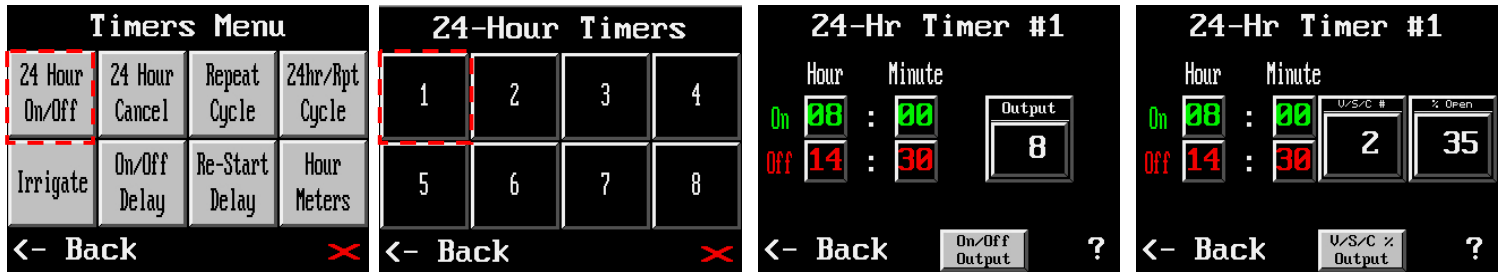 Timers Menu
24 Hour On/Off
24 Hour Cancel
Repeat Cycle
24hr/Rpt Cycle
Irrigate
On/Off Delay
Re-Start Delay
Hour Meters
<- Back
24-Hour Timers
1 2 3 4
5 6 7 8
<- Back
24-Hr Timer #1
Hour Minute
On 08 : 00
Off 14 : 30
Output
8
<- Back
On/Off Output
?
24-Hr Timer #1
Hour Minute
On 08 : 00
Off 14 : 30
V/S/C #
2
% Open
35
<- Back
V/S/C % Output
?